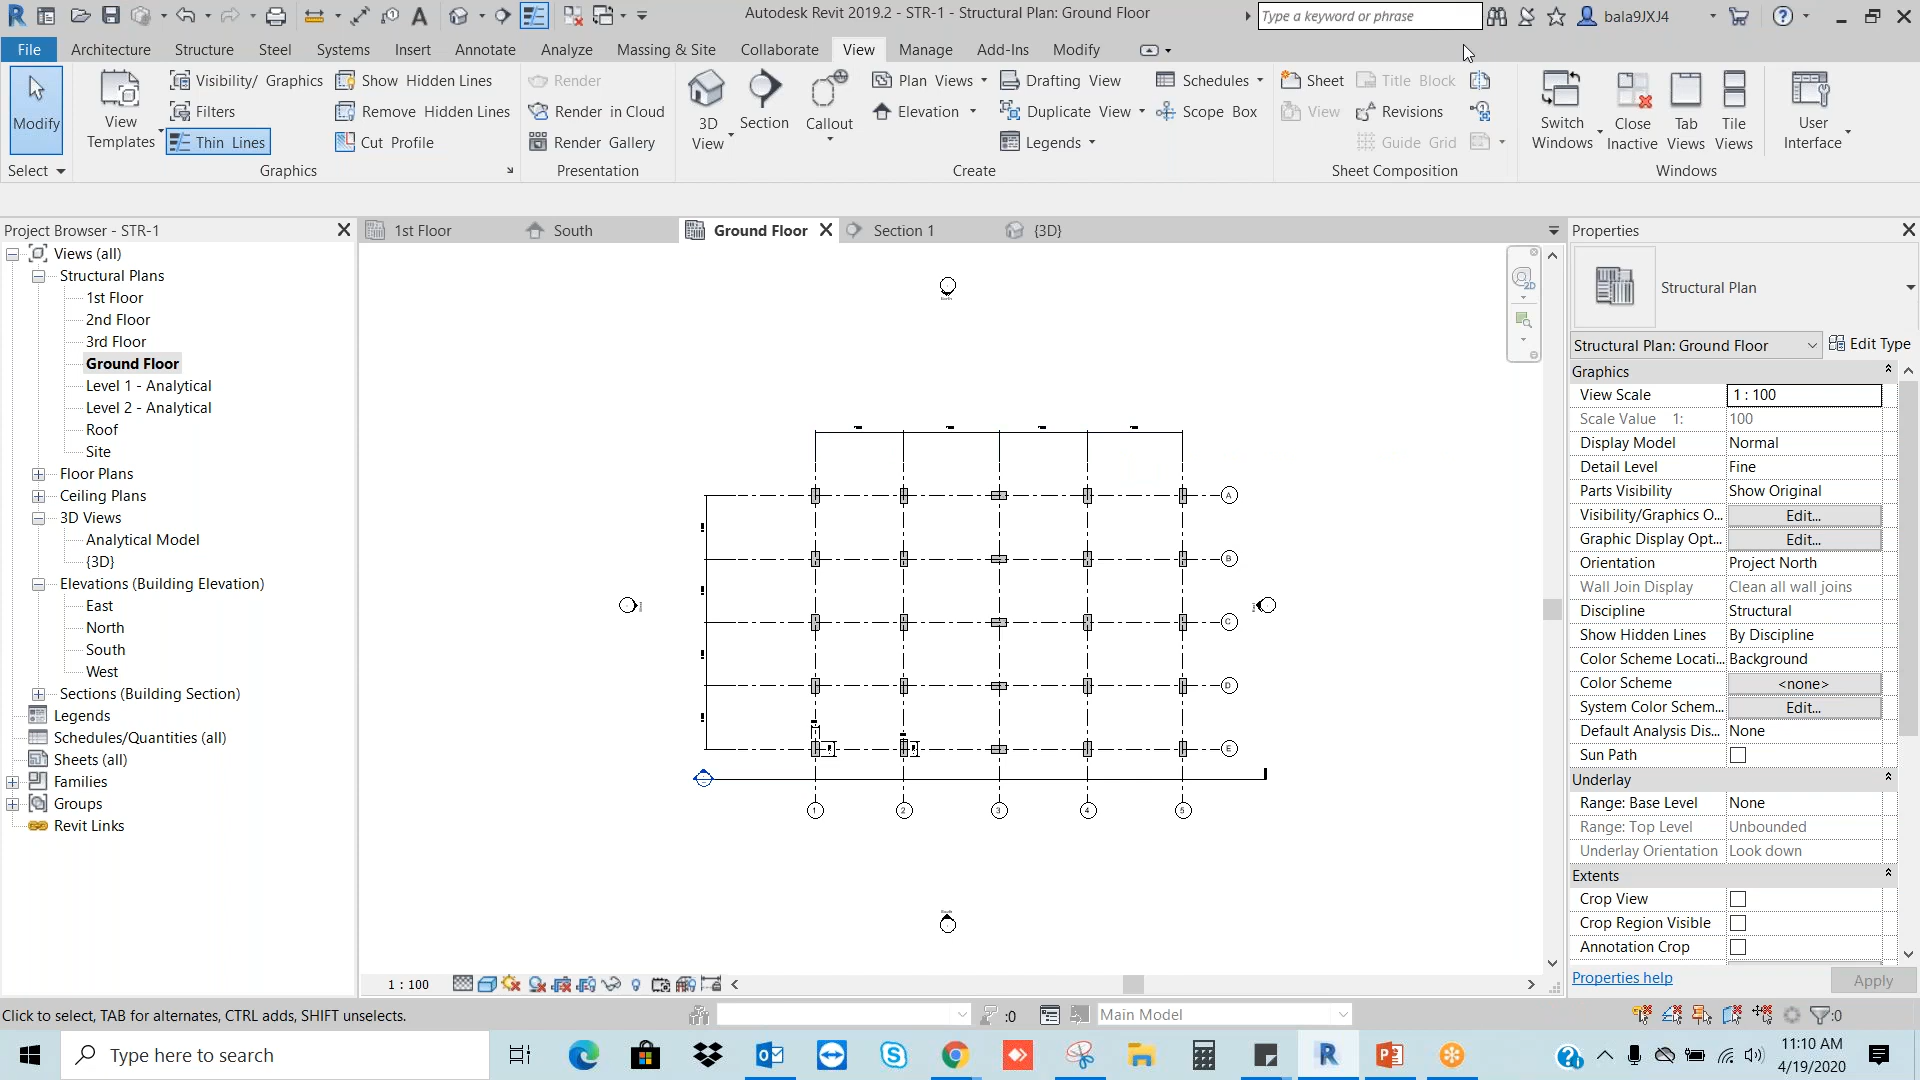 Autodesk Revit 2019.2 - STR-1 - Structural Plan: Ground Floor
Type a keyword or phrase
bala9JXJ4
File Architecture Structure Steel Systems Insert Annotate Analyze Massing & Site Collaborate View Manage Add-Ins Modify
Modify
View Templates
Visibility/ Graphics
Filters
Thin Lines
Show Hidden Lines
Remove Hidden Lines
Cut Profile
Render
Render in Cloud
Render Gallery
3D View
Section
Callout
Plan Views
Elevation
Drafting View
Duplicate View
Legends
Schedules
Scope Box
Sheet
View
Title Block
Revisions
Guide Grid
Switch Windows
Close Inactive
Tab Views
Tile Views
User Interface
Select Graphics Presentation Create Sheet Composition Windows
Project Browser - STR-1
Views (all)
Structural Plans
1st Floor
2nd Floor
3rd Floor
Ground Floor
Level 1 - Analytical
Level 2 - Analytical
Roof
Site
Floor Plans
Ceiling Plans
3D Views
Analytical Model
{3D}
Elevations (Building Elevation)
East
North
South
West
Sections (Building Section)
Legends
Schedules/Quantities (all)
Sheets (all)
Families
Groups
Revit Links
1st Floor South Ground Floor Section 1 {3D}
2D
A
B
C
D
E
1 2 3 4 5
Properties
Structural Plan
Structural Plan: Ground Floor Edit Type
Graphics
View Scale 1 : 100
Scale Value 1: 100
Display Model Normal
Detail Level Fine
Parts Visibility Show Original
Visibility/Graphics O... Edit...
Graphic Display Opt... Edit...
Orientation Project North
Wall Join Display Clean all wall joins
Discipline Structural
Show Hidden Lines By Discipline
Color Scheme Locati... Background
Color Scheme <none>
System Color Schem... Edit...
Default Analysis Dis... None
Sun Path
Underlay
Range: Base Level None
Range: Top Level Unbounded
Underlay Orientation Look down
Extents
Crop View
Crop Region Visible
Annotation Crop
Properties help Apply
1 : 100
Click to select, TAB for alternates, CTRL adds, SHIFT unselects.
:0
Main Model
:0
Type here to search
11:10 AM
4/19/2020